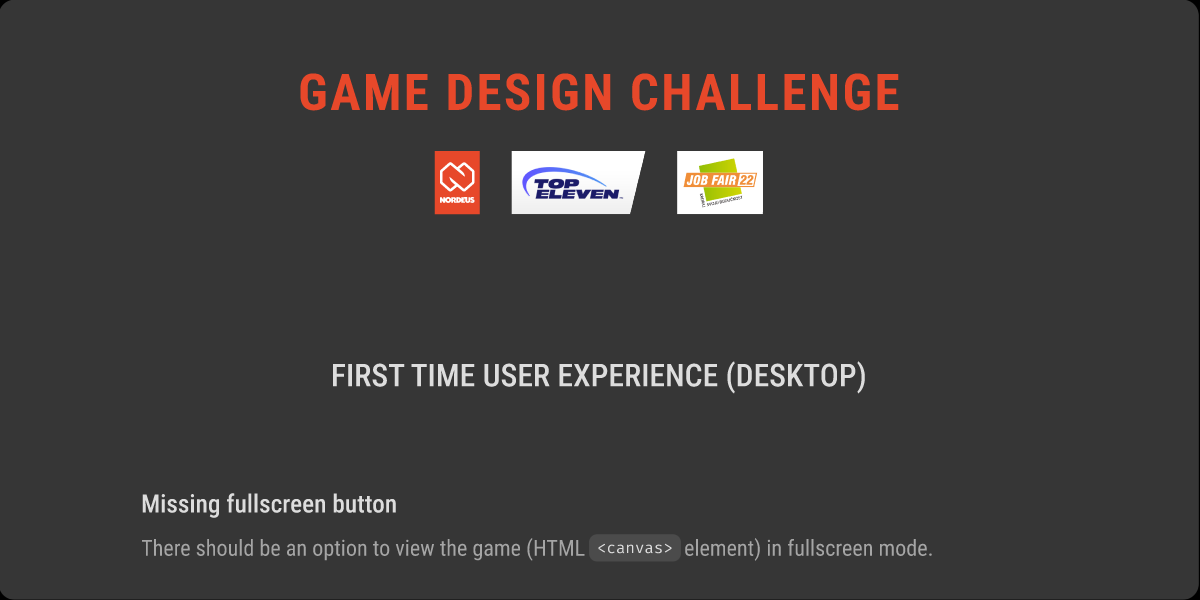 GAME DESIGN CHALLENGE
NORDEUS
TOP
ELEVEN
JOB FAIR 22
FIRST TIME USER EXPERIENCE (DESKTOP)
Missing fullscreen button
There should be an option to view the game (HTML <canvas> element) in fullscreen mode.